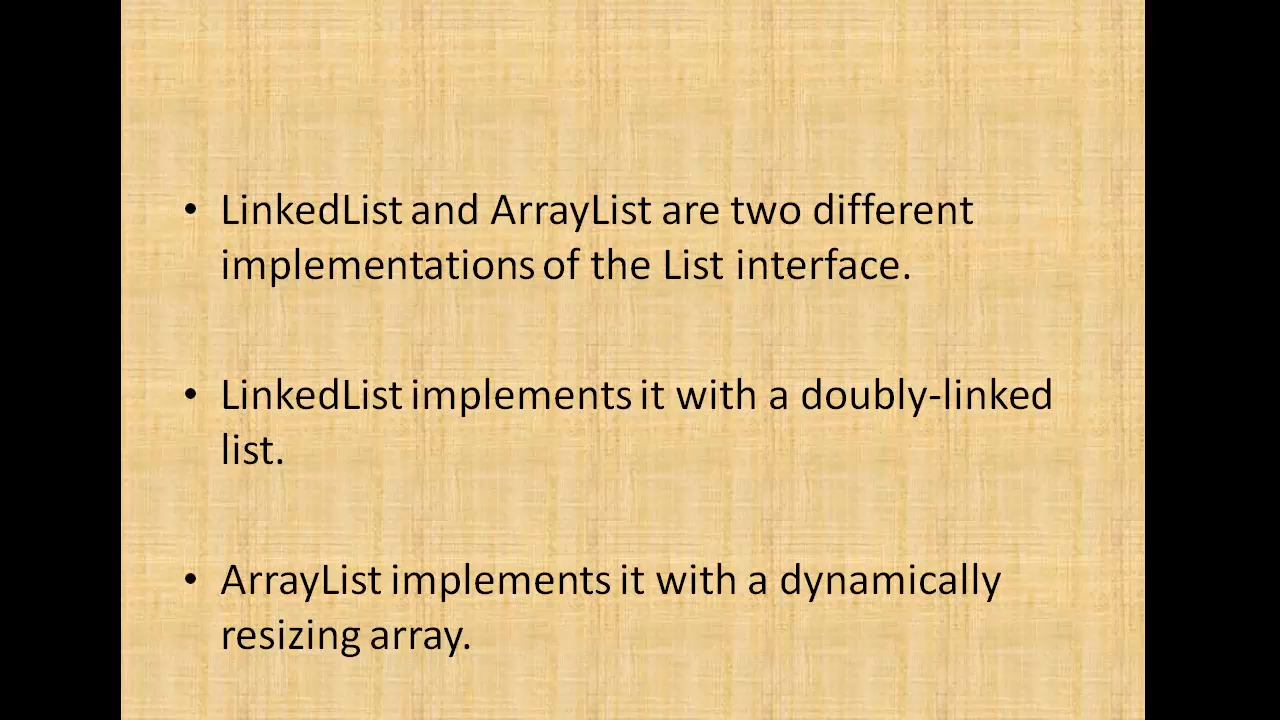 • LinkedList and ArrayList are two different
implementations of the List interface.
• LinkedList implements it with a doubly-linked
list.
• ArrayList implements it with a dynamically
resizing array.